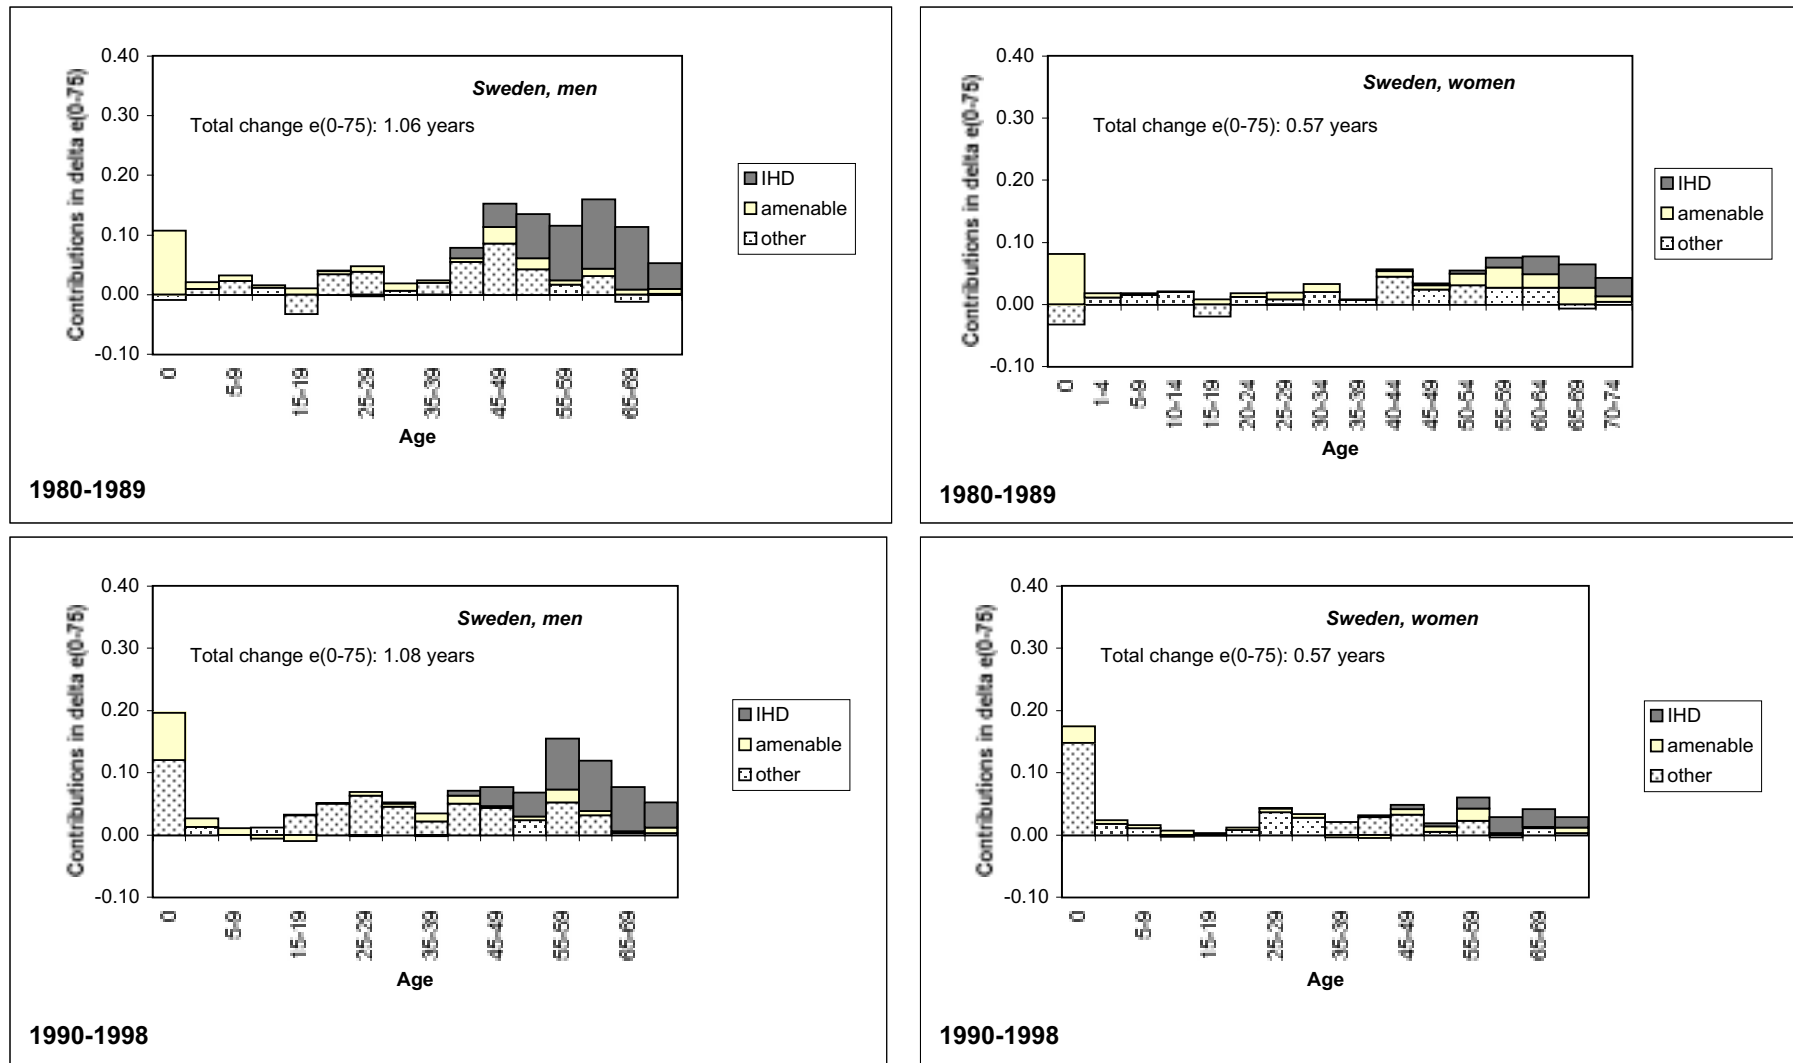 Contributions in delta e(0-75)
0.40
0.30
0.20
0.10
0.00
-0.10
Sweden, men
Total change e(0-75): 1.06 years
IHD
amenable
other
0
5-9
15-19
25-29
35-39
45-49
55-59
65-69
Age
1980-1989
Contributions in delta e(0-75)
0.40
0.30
0.20
0.10
0.00
-0.10
Sweden, women
Total change e(0-75): 0.57 years
IHD
amenable
other
0
1-4
5-9
10-14
15-19
20-24
25-29
30-34
35-39
40-44
45-49
50-54
55-59
60-64
65-69
70-74
Age
1980-1989
Contributions in delta e(0-75)
0.40
0.30
0.20
0.10
0.00
-0.10
Sweden, men
Total change e(0-75): 1.08 years
IHD
amenable
other
0
5-9
15-19
25-29
35-39
45-49
55-59
65-69
Age
1990-1998
Contributions in delta e(0-75)
0.40
0.30
0.20
0.10
0.00
-0.10
Sweden, women
Total change e(0-75): 0.57 years
IHD
amenable
other
0
5-9
15-19
25-29
35-39
45-49
55-59
65-69
Age
1990-1998